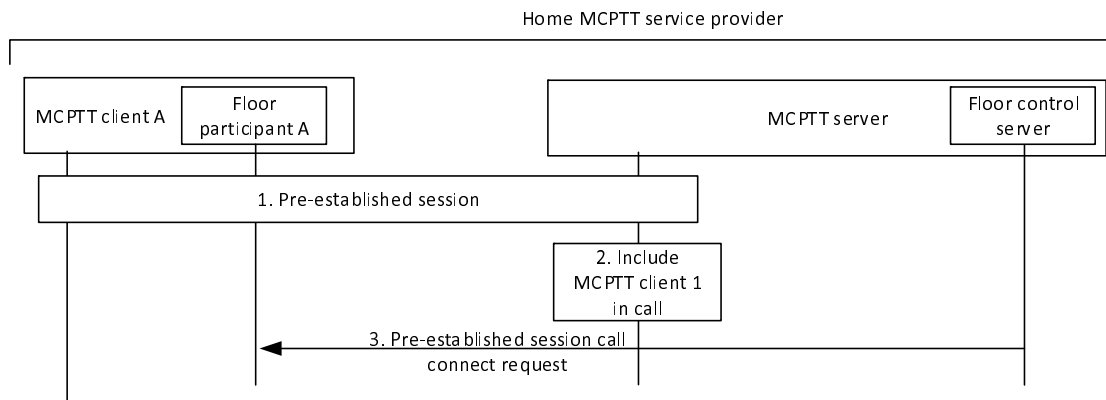 Home MCPTT service provider
MCPTT client A
Floor
participant A
MCPTT server
Floor control
server
1. Pre-established session
2. Include
MCPTT client 1
in call
3. Pre-established session call
connect request